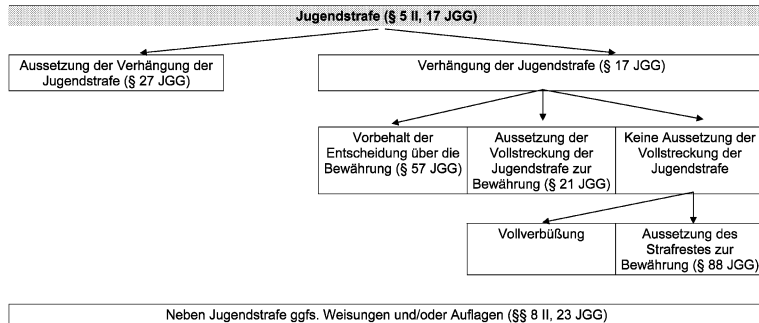 Jugendstrafe (§ 5 II, 17 JGG)
Aussetzung der Verhängung der
Jugendstrafe (§ 27 JGG)
Verhängung der Jugendstrafe (§ 17 JGG)
Vorbehalt der
Entscheidung über die
Bewährung (§ 57 JGG)
Aussetzung der
Vollstreckung der
Jugendstrafe zur
Bewährung (§ 21 JGG)
Keine Aussetzung der
Vollstreckung der
Jugendstrafe
Vollverbüßung
Aussetzung des
Strafrestes zur
Bewährung (§ 88 JGG)
Neben Jugendstrafe ggfs. Weisungen und/oder Auflagen (§§ 8 II, 23 JGG)